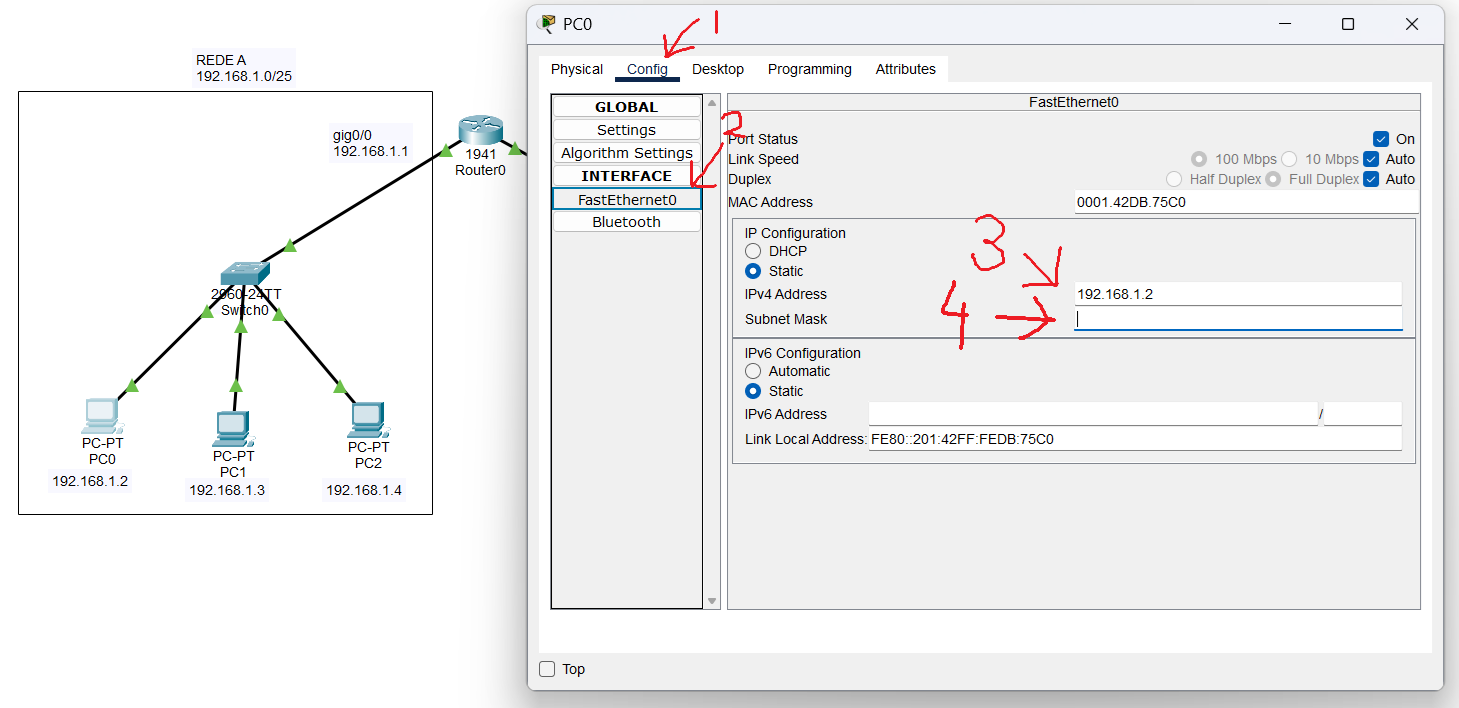 REDE A
192.168.1.0/25
gig0/0
192.168.1.1
1941
Router0
2960-24TT
Switch0
PC-PT
PC0
192.168.1.2
PC-PT
PC1
192.168.1.3
PC-PT
PC2
192.168.1.4
PC0
1
Physical Config Desktop Programming Attributes
GLOBAL
Settings
Algorithm Settings
INTERFACE
FastEthernet0
Bluetooth
2
FastEthernet0
Port Status On
Link Speed 100 Mbps 10 Mbps Auto
Duplex Half Duplex Full Duplex Auto
MAC Address 0001.42DB.75C0
IP Configuration
DHCP
Static
3
IPv4 Address 192.168.1.2
4
Subnet Mask
IPv6 Configuration
Automatic
Static
IPv6 Address /
Link Local Address: FE80::201:42FF:FEDB:75C0
Top